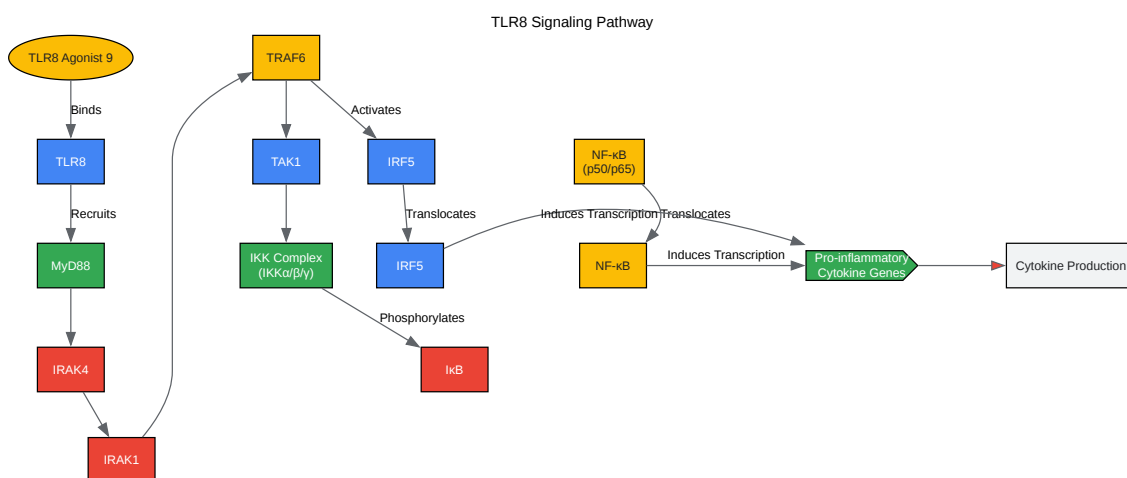 TLR8 Signaling Pathway
TLR8 Agonist 9
Binds
TLR8
Recruits
MyD88
IRAK4
IRAK1
TRAF6
Activates
TAK1
IRF5
Translocates
IKK Complex
(IKKα/β/γ)
IRF5
Phosphorylates
IκB
NF-κB
(p50/p65)
Induces Transcription
Translocates
NF-κB
Induces Transcription
Pro-inflammatory
Cytokine Genes
Cytokine Production